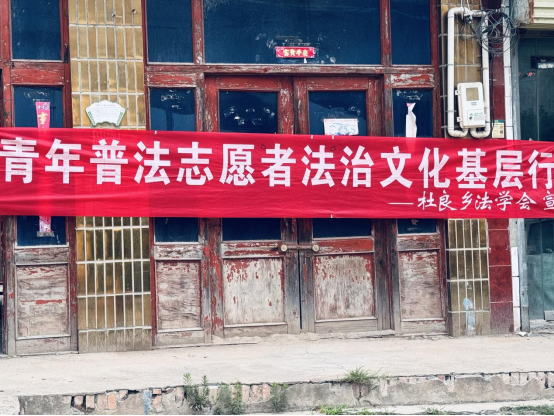 青年普法志愿者法治文化基层行
——杜良乡法学会 宣